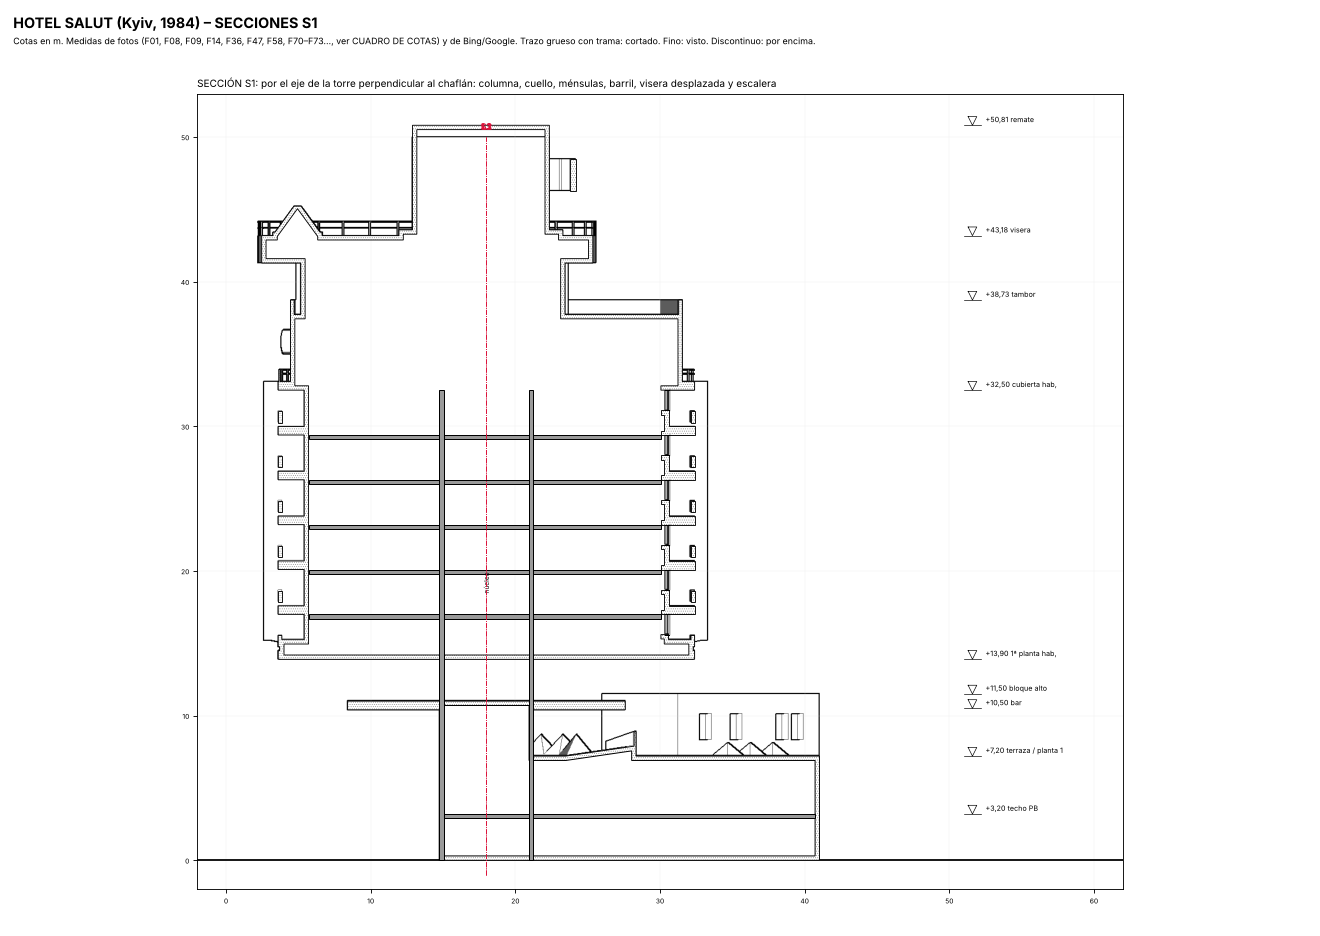 HOTEL SALUT (Kyiv, 1984) – SECCIONES S1
Cotas en m. Medidas de fotos (F01, F08, F09, F14, F36, F47, F58, F70–F73..., ver CUADRO DE COTAS) y de Bing/Google. Trazo grueso con trama: cortado. Fino: visto. Discontinuo: por encima.
SECCIÓN S1: por el eje de la torre perpendicular al chaflán: columna, cuello, ménsulas, barril, visera desplazada y escalera
+50,81 remate
50
+43,18 visera
40
+38,73 tambor
+32,50 cubierta hab,
30
20
núcleo
+13,90 1ª planta hab,
+11,50 bloque alto
+10,50 bar
10
+7,20 terraza / planta 1
+3,20 techo PB
0
0 10 20 30 40 50 60